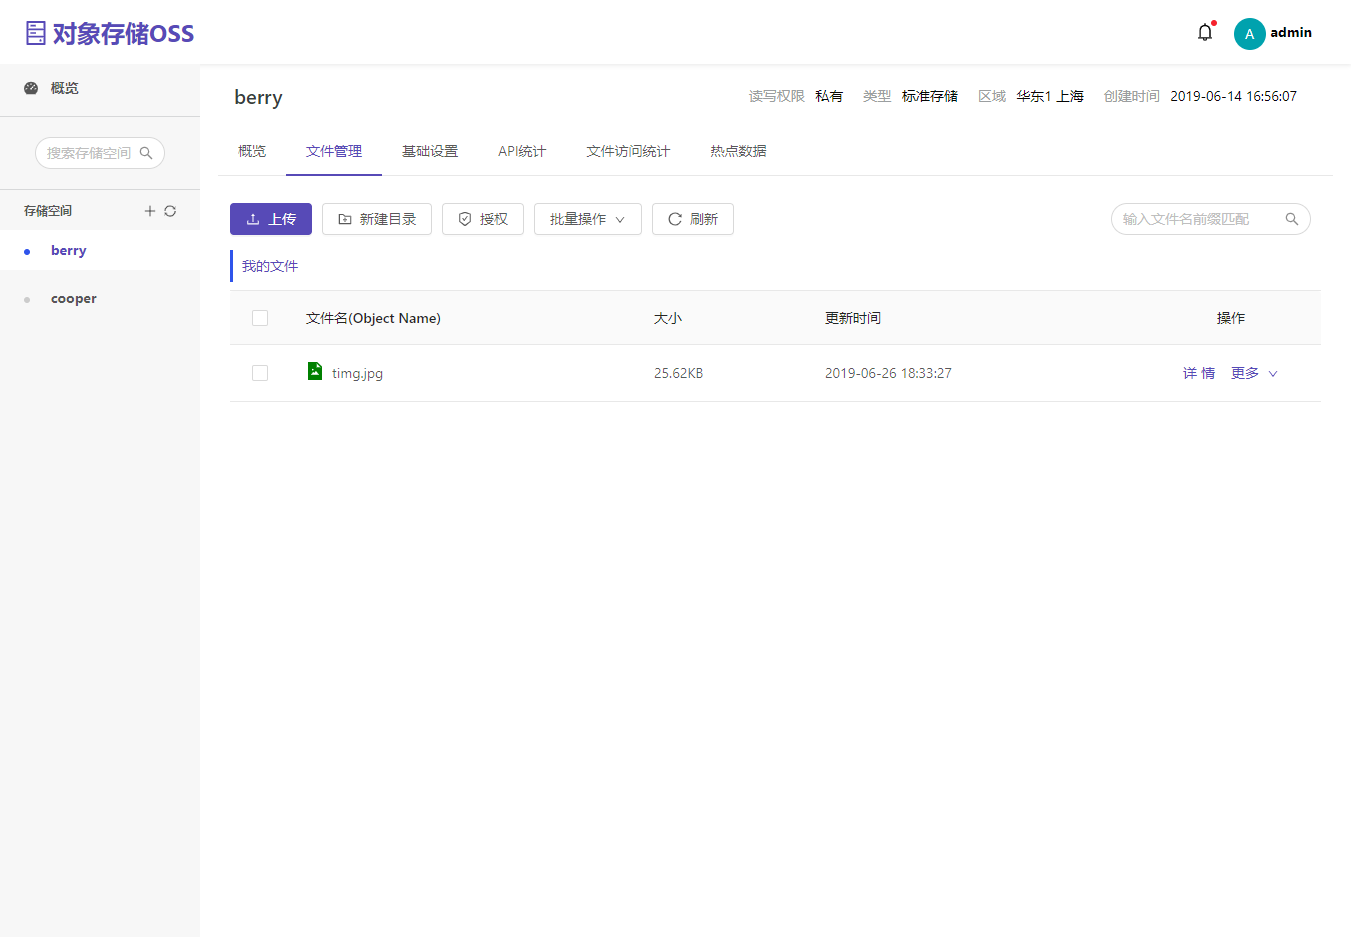 对象存储OSS
A admin
概览
搜索存储空间
存储空间
berry
cooper
berry
读写权限 私有 类型 标准存储 区域 华东1 上海 创建时间 2019-06-14 16:56:07
概览 文件管理 基础设置 API统计 文件访问统计 热点数据
上传 新建目录 授权 批量操作 刷新 输入文件名前缀匹配
我的文件
文件名(Object Name) 大小 更新时间 操作
timg.jpg 25.62KB 2019-06-26 18:33:27 详 情 更多